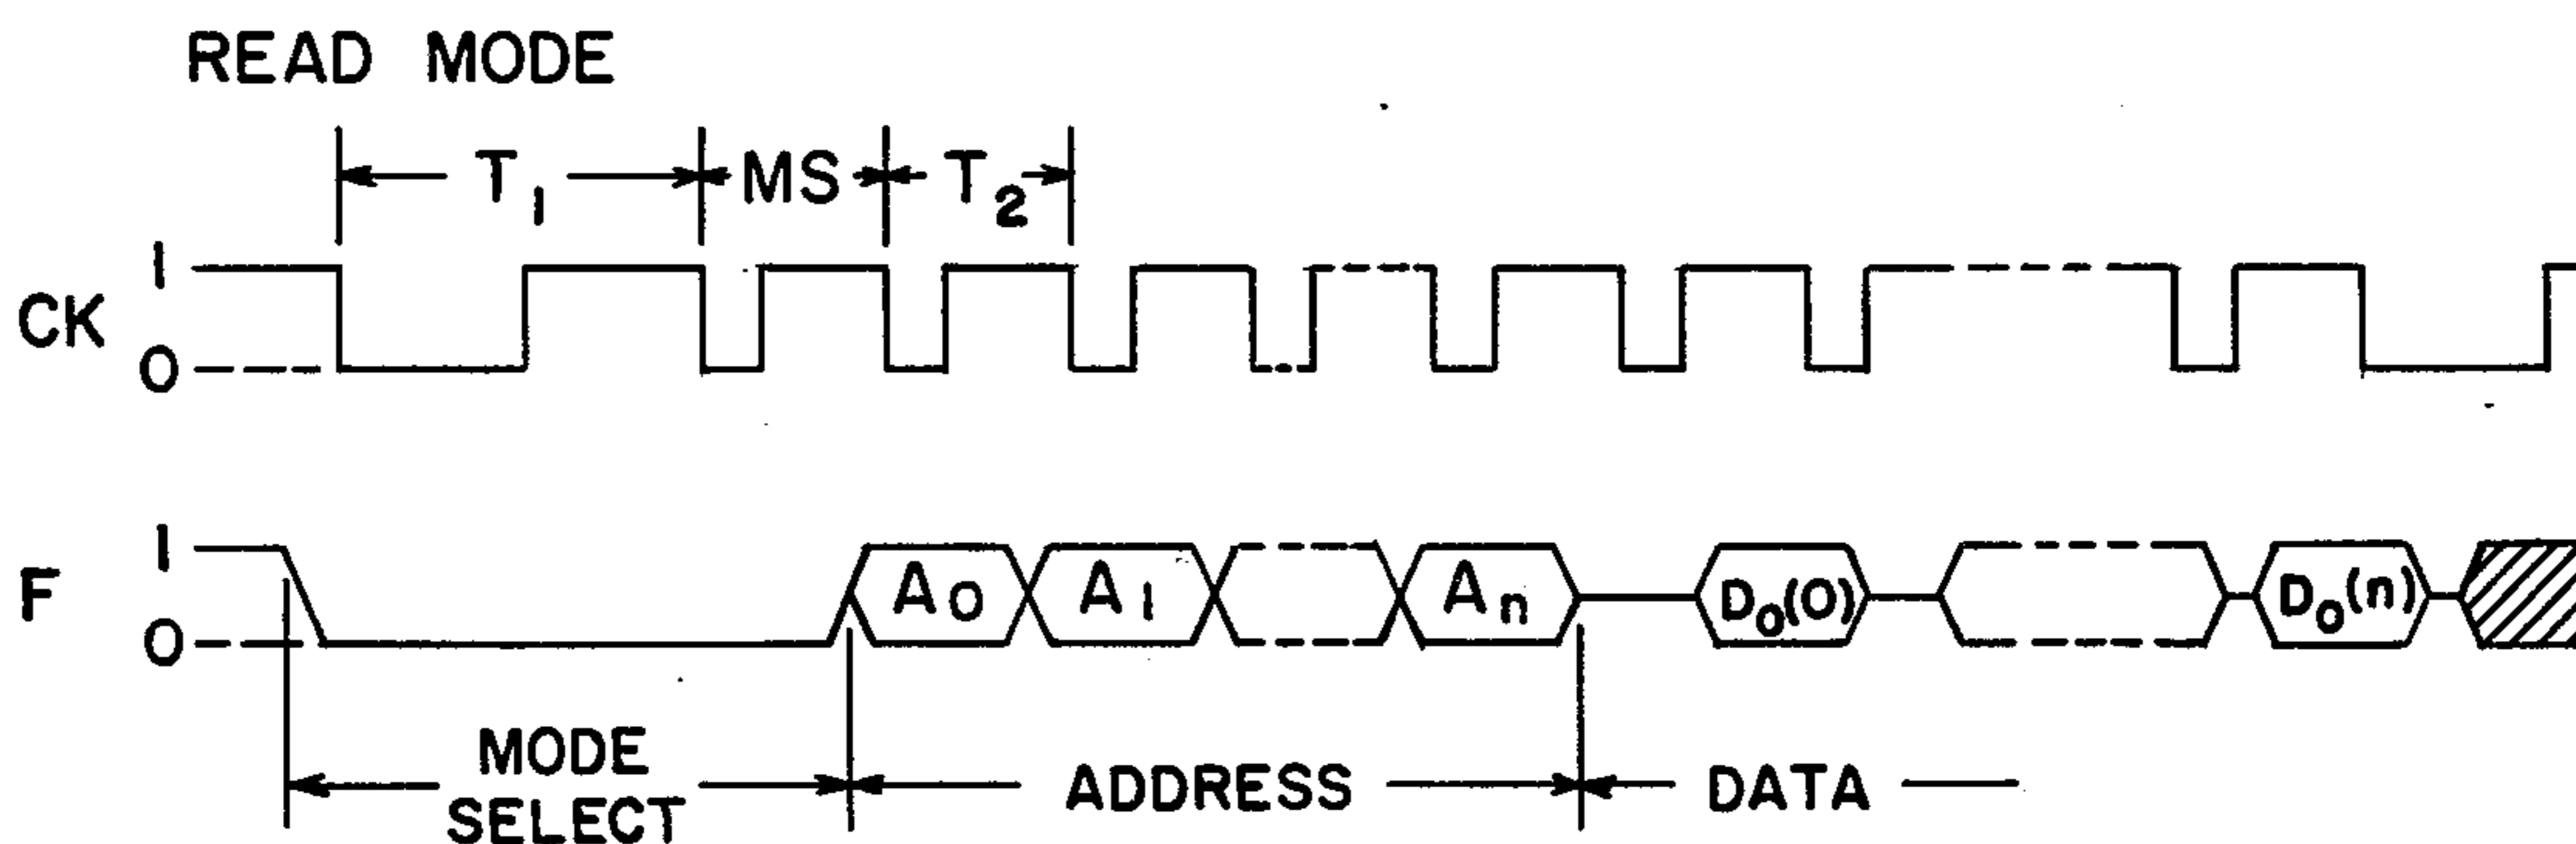 READ MODE
T1 MS T2
1
CK
0
1
F
0
A0 A1 An D0(0) D0(n)
MODE SELECT
ADDRESS
DATA